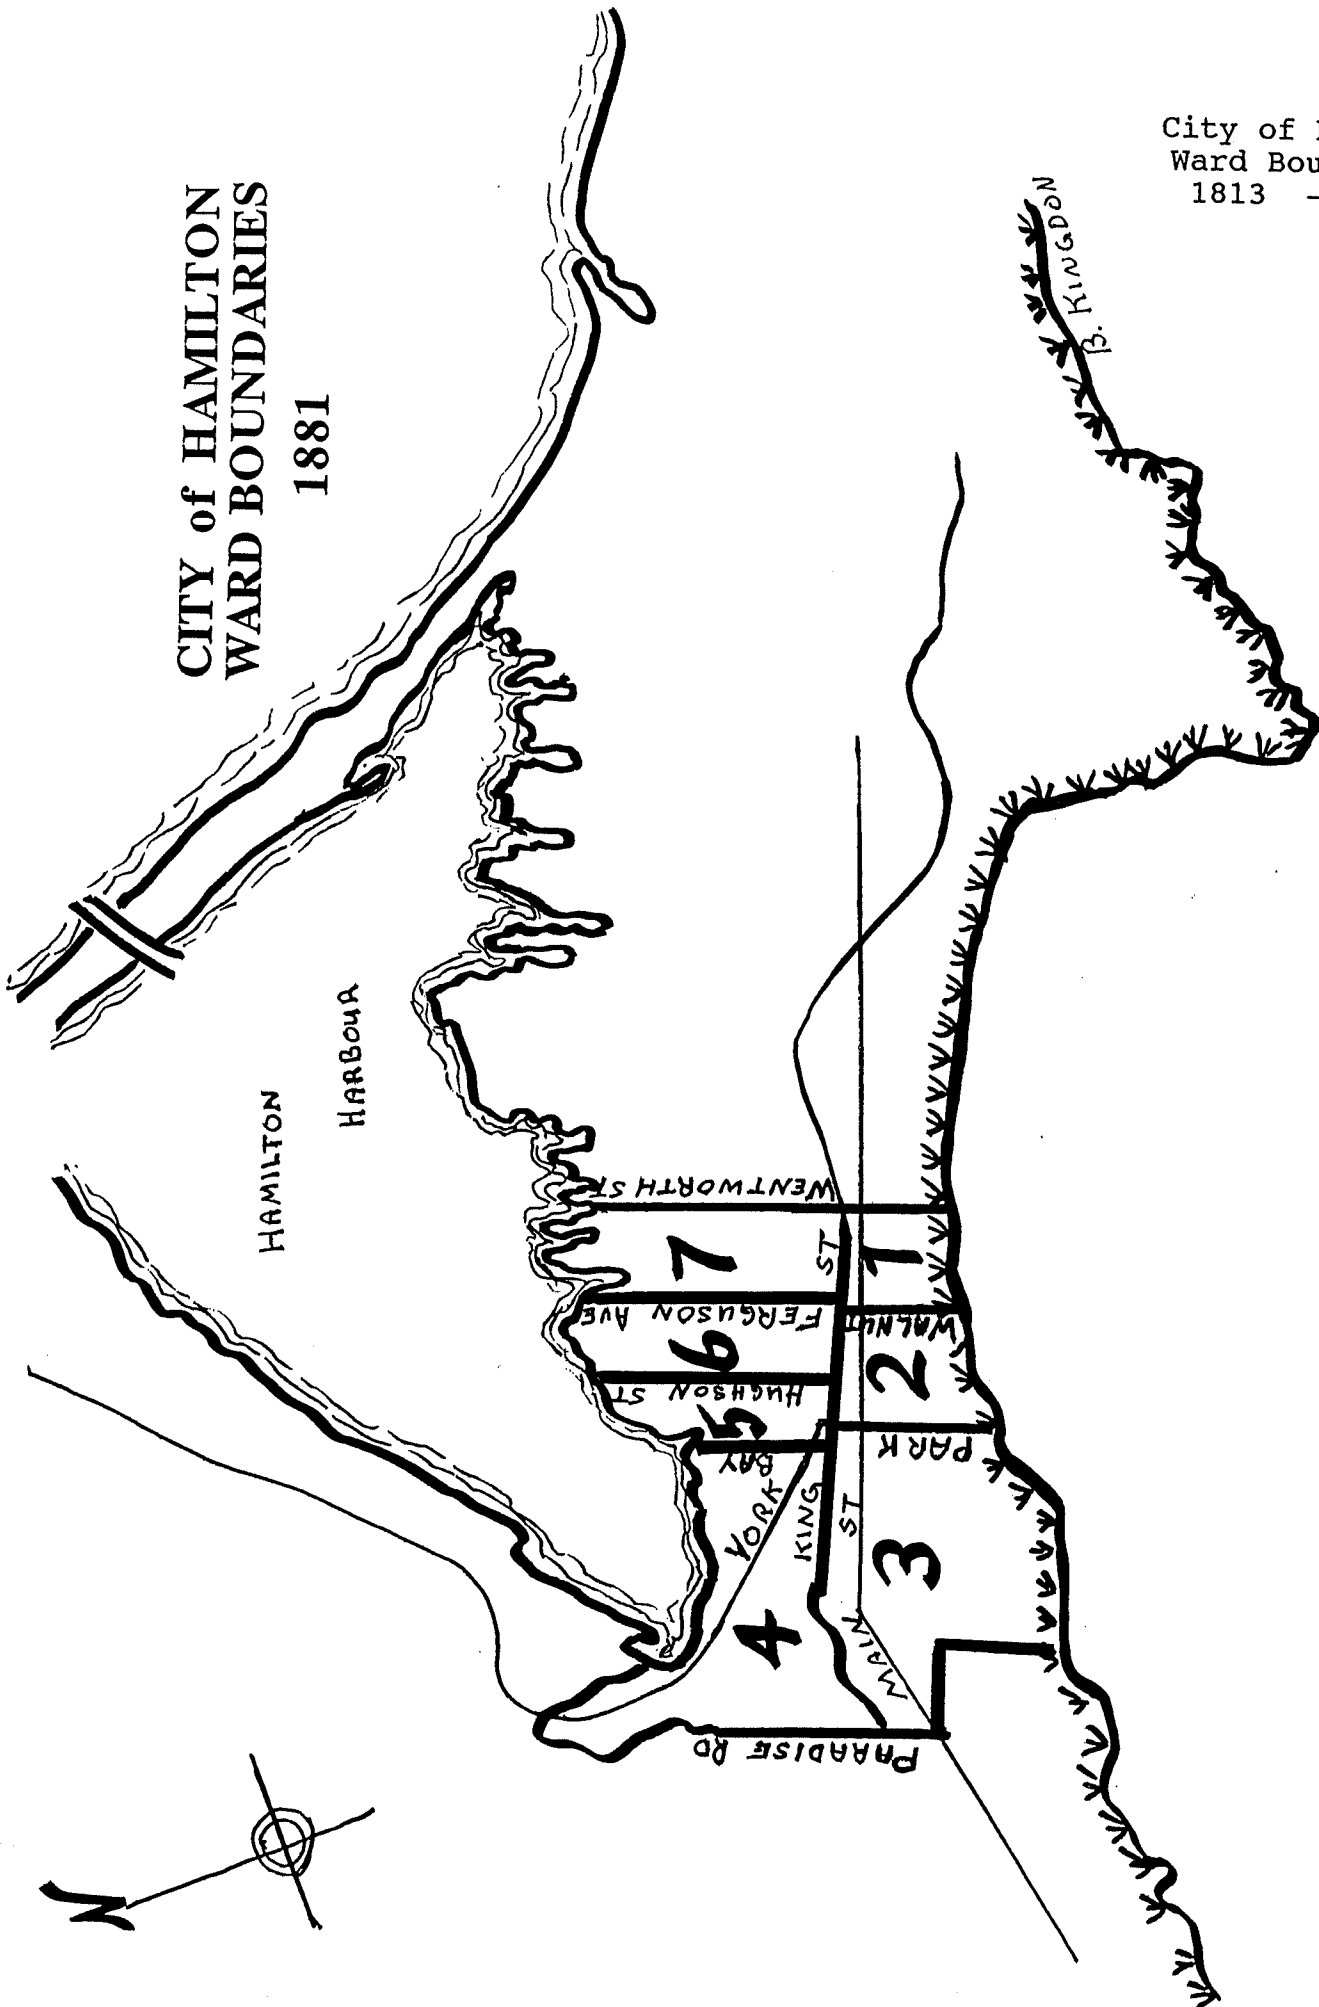 City of
Ward
1813 -
CITY of HAMILTON
WARD BOUNDARIES
1881
B. KINGDON
HAMILTON
HARBOUR
WENTWORTH ST
FERGUSON AVE
HUGHSON ST
BAY
YORK
KING
ST
WALNUT
PARK
ST
MAIN
PARADISE RD
1
2
3
4
5
6
7
N